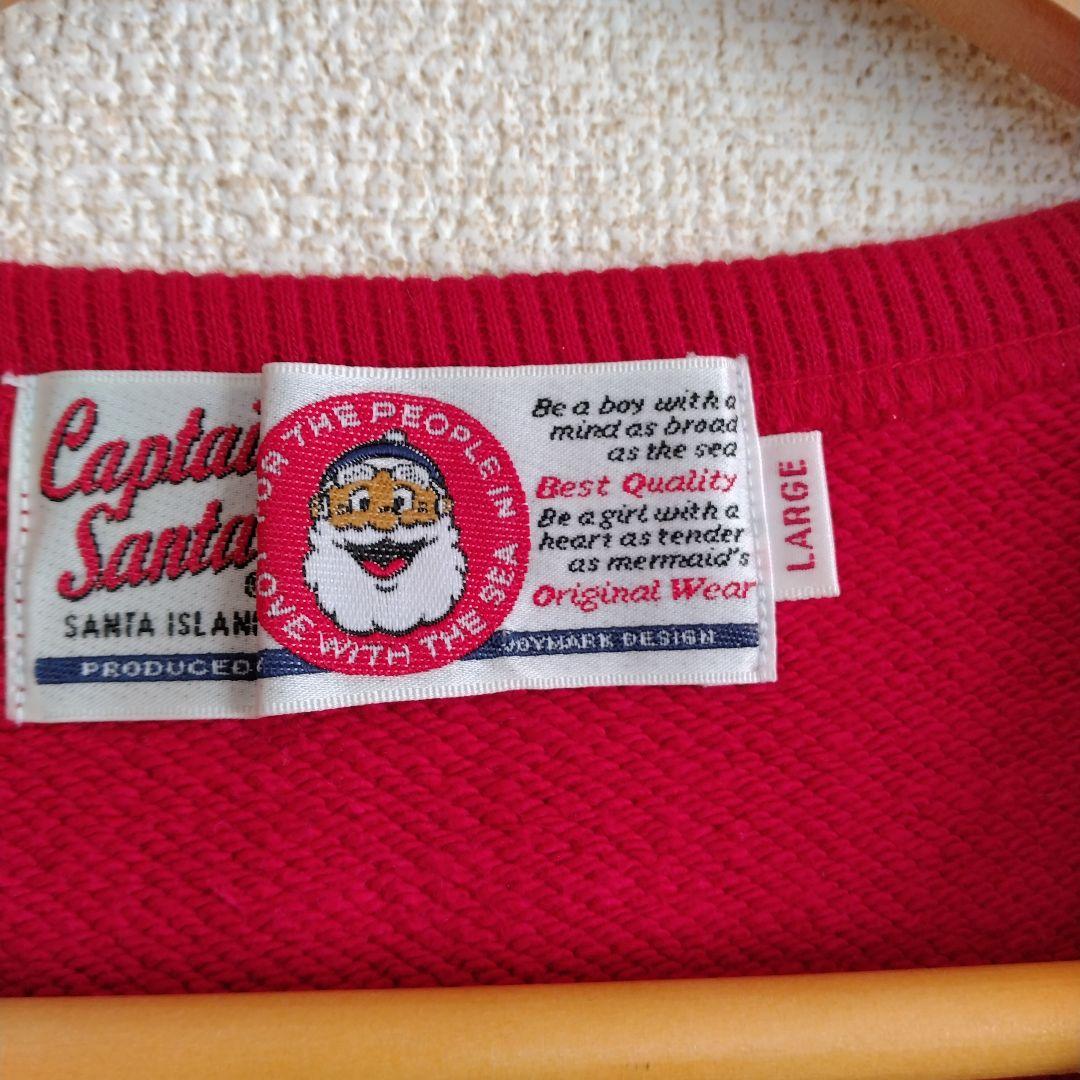 Captai
Santa
SANTA ISLAN
PRODUCED
FOR THE PEOPLE IN
LOVE WITH THE SEA
Be a boy with a
mind as broad
as the sea
Best Quality
Be a girl with a
heart as tender
as mermaid's
Original Wear
JOYMARK DESIGN
LARGE